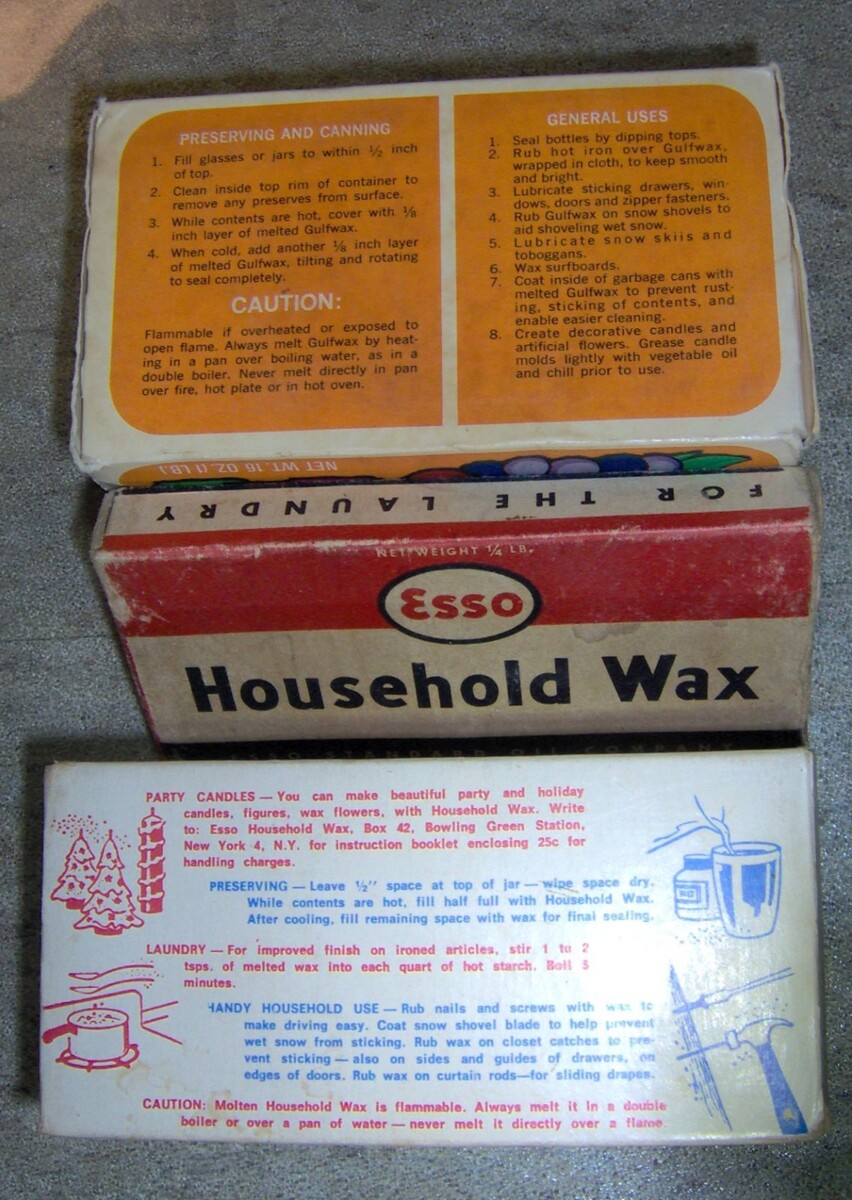 PRESERVING AND CANNING
1. Fill glasses or jars to within ½ inch
of top.
2. Clean inside top rim of container to
remove any preserves from surface.
3. While contents are hot, cover with ⅛
inch layer of melted Gulfwax.
4. When cold, add another ⅛ inch layer
of melted Gulfwax, tilting and rotating
to seal completely.
CAUTION:
Flammable if overheated or exposed to
open flame. Always melt Gulfwax by heat-
ing in a pan over boiling water, as in a
double boiler. Never melt directly in pan
over fire, hot plate or in hot oven.
GENERAL USES
1. Seal bottles by dipping tops.
2. Rub hot iron over Gulfwax,
wrapped in cloth, to keep smooth
and bright.
3. Lubricate sticking drawers, win-
dows, doors and zipper fasteners.
4. Rub Gulfwax on snow shovels to
aid shoveling wet snow.
5. Lubricate snow skiis and
toboggans.
6. Wax surfboards.
7. Coat inside of garbage cans with
melted Gulfwax to prevent rust-
ing, sticking of contents, and
enable easier cleaning.
8. Create decorative candles and
artificial flowers. Grease candle
molds lightly with vegetable oil
and chill prior to use.
NET WT. 16 OZ. (1 LB.)
FOR THE LAUNDRY
NET WEIGHT ¼ LB.
Esso
Household Wax
ESSO STANDARD OIL COMPANY
PARTY CANDLES — You can make beautiful party and holiday
candles, figures, wax flowers, with Household Wax. Write
to: Esso Household Wax, Box 42, Bowling Green Station,
New York 4, N.Y. for instruction booklet enclosing 25c for
handling charges.
PRESERVING — Leave ½" space at top of jar — wipe space dry.
While contents are hot, fill half full with Household Wax.
After cooling, fill remaining space with wax for final sealing.
LAUNDRY — For improved finish on ironed articles, stir 1 to 2
tsps. of melted wax into each quart of hot starch. Boil 5
minutes.
HANDY HOUSEHOLD USE — Rub nails and screws with wax to
make driving easy. Coat snow shovel blade to help prevent
wet snow from sticking. Rub wax on closet catches to pre-
vent sticking — also on sides and guides of drawers, on
edges of doors. Rub wax on curtain rods—for sliding drapes.
CAUTION: Molten Household Wax is flammable. Always melt it in a double
boiler or over a pan of water — never melt it directly over a flame.